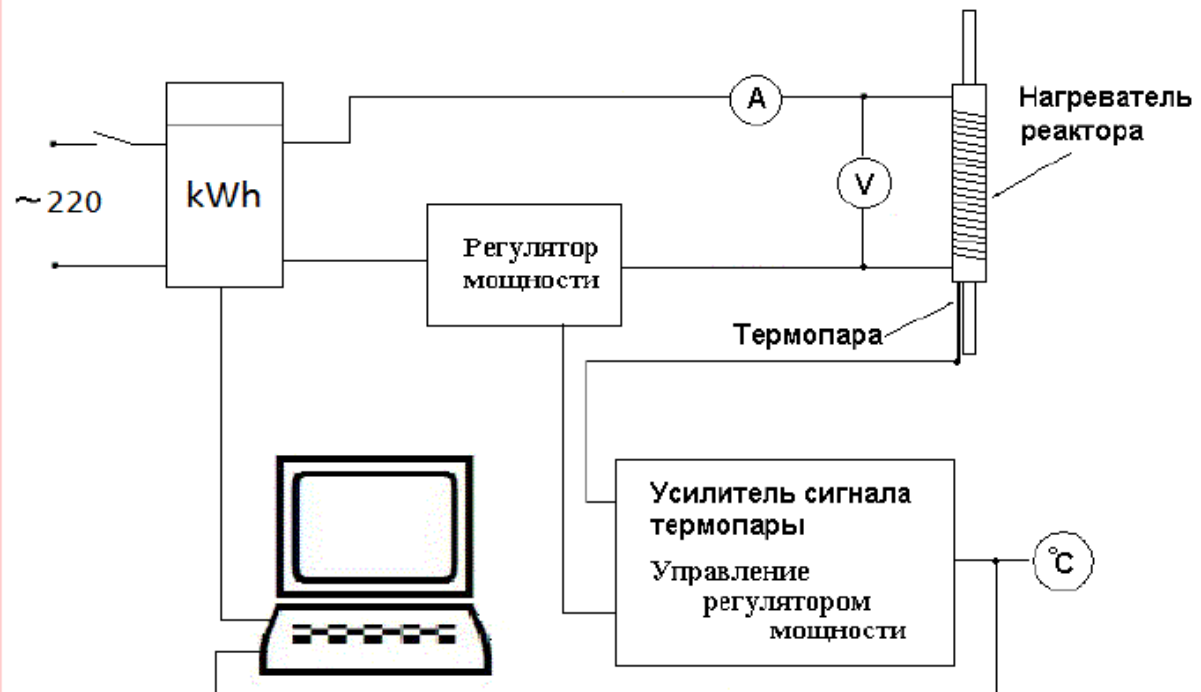 A
Нагреватель
реактора
~220
kWh
V
Регулятор
мощности
Термопара
Усилитель сигнала
термопары
°C
Управление
регулятором
мощности